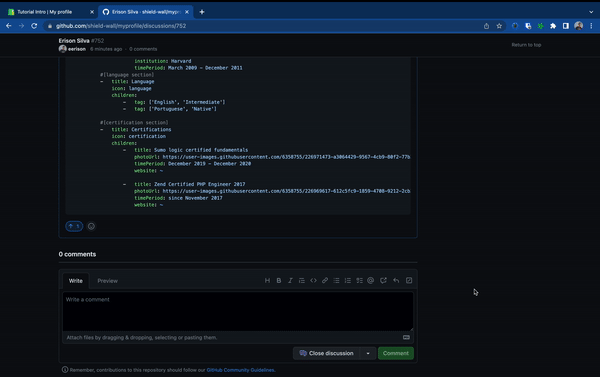 Tutorial Intro | My profile
Erison Silva · shield-wall/mypro
github.com/shield-wall/myprofile/discussions/752
Erison Silva #752
eerison 6 minutes ago · 0 comments
Return to top
institution: Harvard
timePeriod: March 2009 – December 2011
#[language section]
- title: Language
icon: language
children:
- tag: ['English', 'Intermediate']
- tag: ['Portuguese', 'Native']
#[certification section]
- title: Certifications
icon: certification
children:
- title: Sumo logic certified fundamentals
photoUrl: https://user-images.githubusercontent.com/6358755/226971473-a3064429-9567-4cb9-80f2-77b
timePeriod: December 2019 – December 2020
website: ~
- title: Zend Certified PHP Engineer 2017
photoUrl: https://user-images.githubusercontent.com/6358755/226969617-612c5fc9-1859-4708-9212-2cb
timePeriod: since November 2017
website: ~
1
0 comments
Write
Preview
Write a comment
Attach files by dragging & dropping, selecting or pasting them.
Close discussion
Comment
Remember, contributions to this repository should follow our GitHub Community Guidelines.